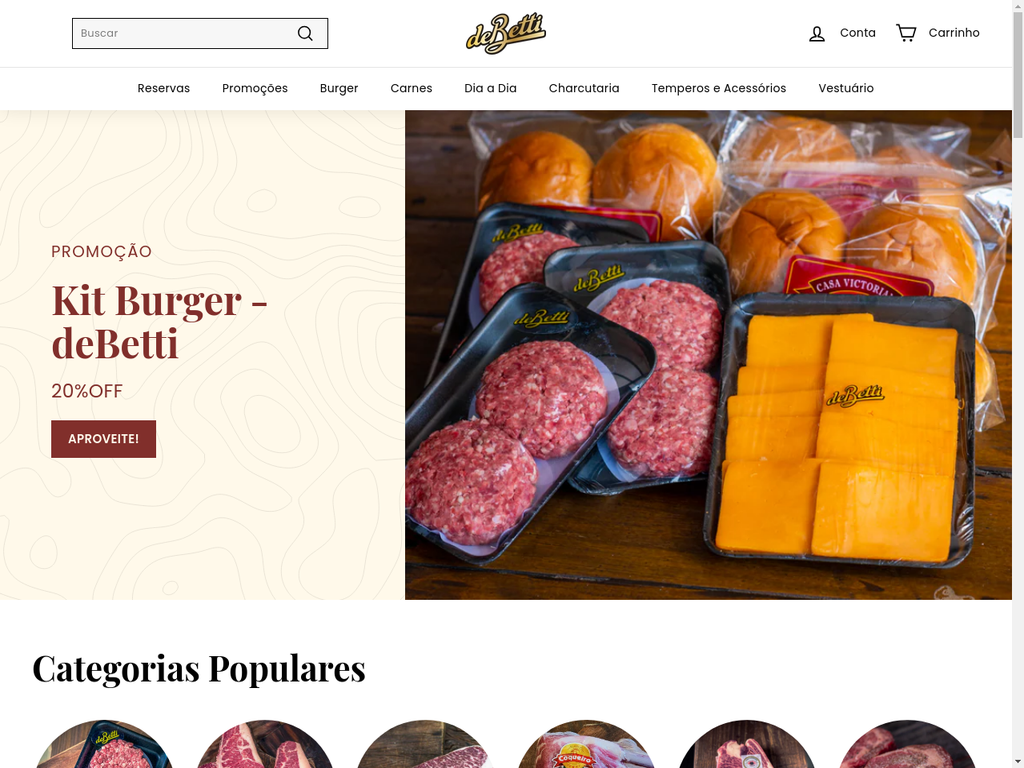 Buscar
deBetti
Conta
Carrinho
Reservas
Promoções
Burger
Carnes
Dia a Dia
Charcutaria
Temperos e Acessórios
Vestuário
PROMOÇÃO
Kit Burger -
deBetti
20%OFF
APROVEITE!
deBetti
deBetti
deBetti
CASA VICTORIA
deBetti
Categorias Populares
deBetti
Coqueiro